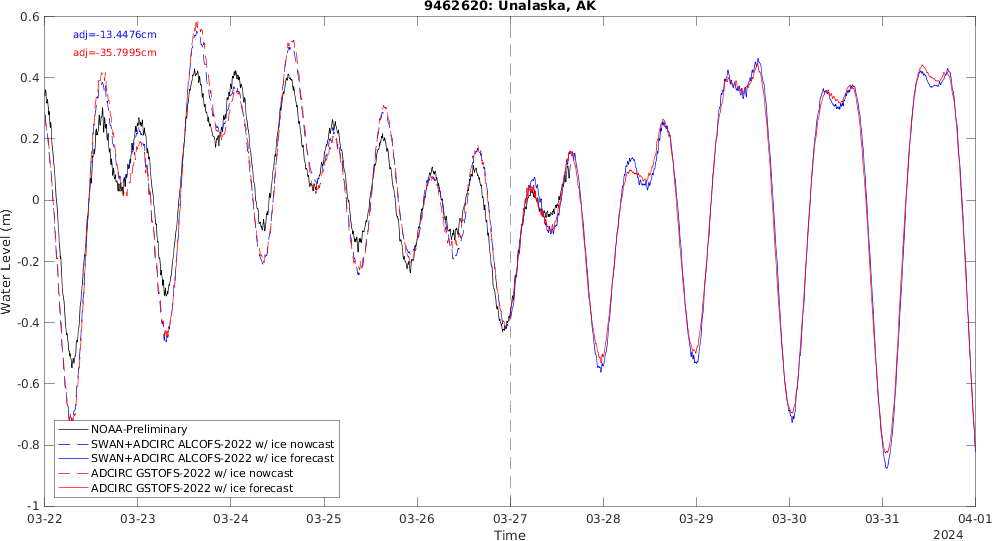 9462620: Unalaska, AK
adj=-13.4476cm
adj=-35.7995cm
0.6
0.4
0.2
0
-0.2
-0.4
-0.6
-0.8
-1
Water Level (m)
NOAA-Preliminary
SWAN+ADCIRC ALCOFS-2022 w/ ice nowcast
SWAN+ADCIRC ALCOFS-2022 w/ ice forecast
ADCIRC GSTOFS-2022 w/ ice nowcast
ADCIRC GSTOFS-2022 w/ ice forecast
03-22 03-23 03-24 03-25 03-26 03-27 03-28 03-29 03-30 03-31 04-01
Time
2024